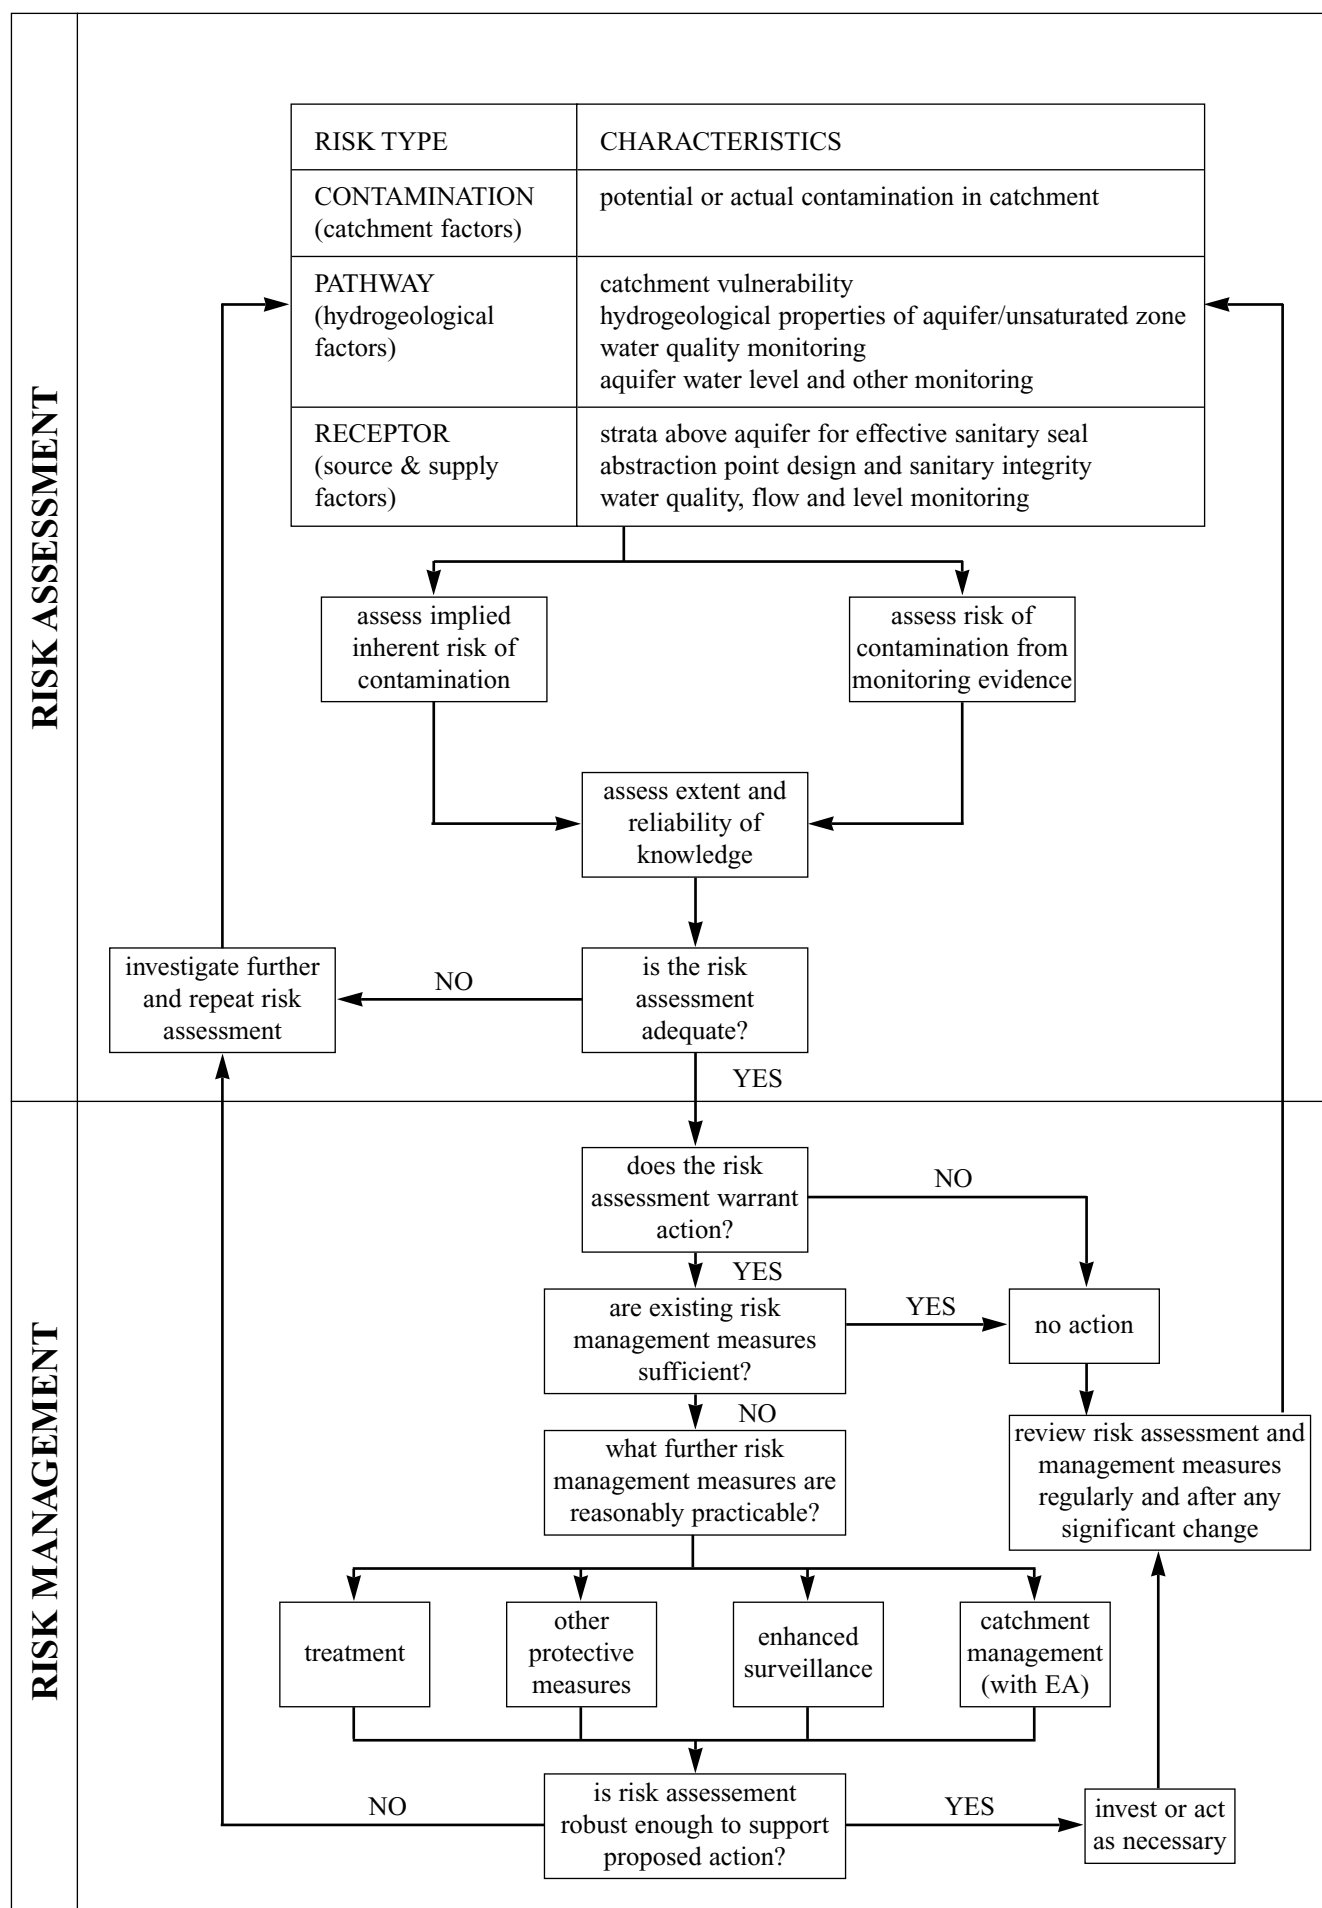 RISK ASSESSMENT
RISK TYPE
CHARACTERISTICS
CONTAMINATION
(catchment factors)
potential or actual contamination in catchment
PATHWAY
(hydrogeological
factors)
catchment vulnerability
hydrogeological properties of aquifer/unsaturated zone
water quality monitoring
aquifer water level and other monitoring
RECEPTOR
(source & supply
factors)
strata above aquifer for effective sanitary seal
abstraction point design and sanitary integrity
water quality, flow and level monitoring
assess implied
inherent risk of
contamination
assess risk of
contamination from
monitoring evidence
assess extent and
reliability of
knowledge
investigate further
and repeat risk
assessment
NO
is the risk
assessment
adequate?
YES
RISK MANAGEMENT
does the risk
assessment warrant
action?
NO
YES
are existing risk
management measures
sufficient?
YES
no action
NO
what further risk
management measures are
reasonably practicable?
review risk assessment and
management measures
regularly and after any
significant change
treatment
other
protective
measures
enhanced
surveillance
catchment
management
(with EA)
NO
is risk assessement
robust enough to support
proposed action?
YES
invest or act
as necessary